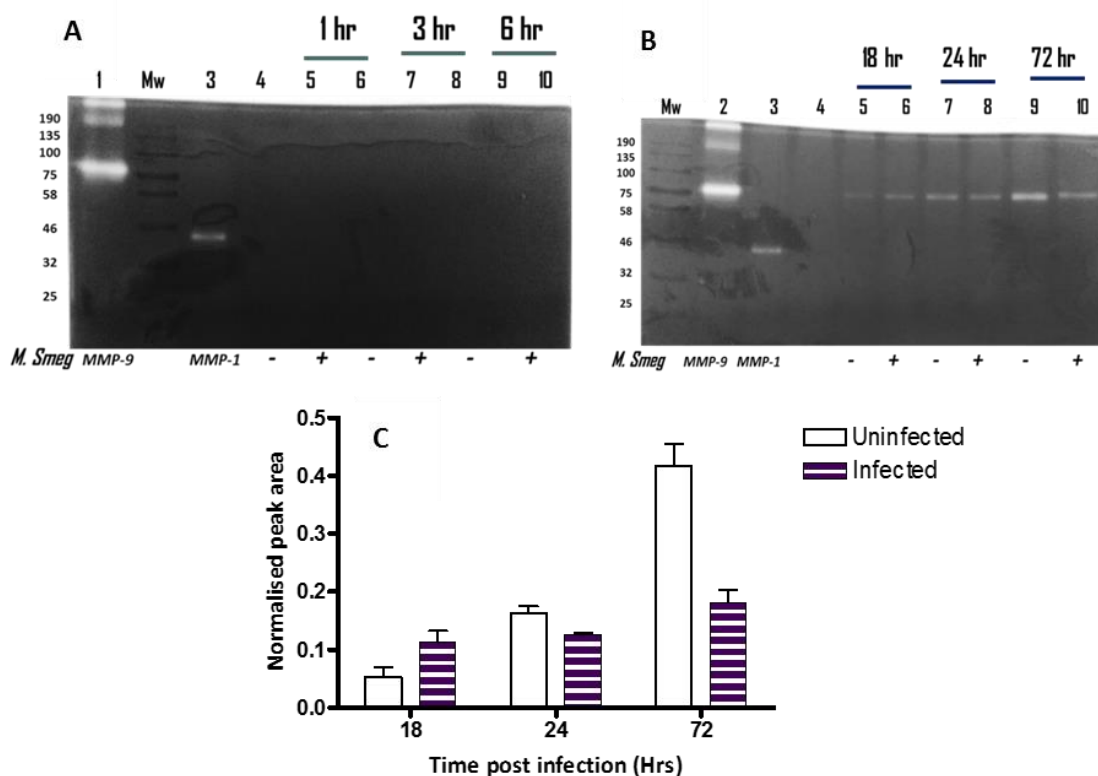 A
1 hr 3 hr 6 hr
1 Mw 3 4 5 6 7 8 9 10
190
135
100
75
58
46
32
25
M. Smeg MMP-9 MMP-1 - + - + - +
B
18 hr 24 hr 72 hr
Mw 2 3 4 5 6 7 8 9 10
190
135
100
75
58
46
32
25
M. Smeg MMP-9 MMP-1 - + - + - +
C
Uninfected
Infected
Normalised peak area
0.5
0.4
0.3
0.2
0.1
0.0
18 24 72
Time post infection (Hrs)